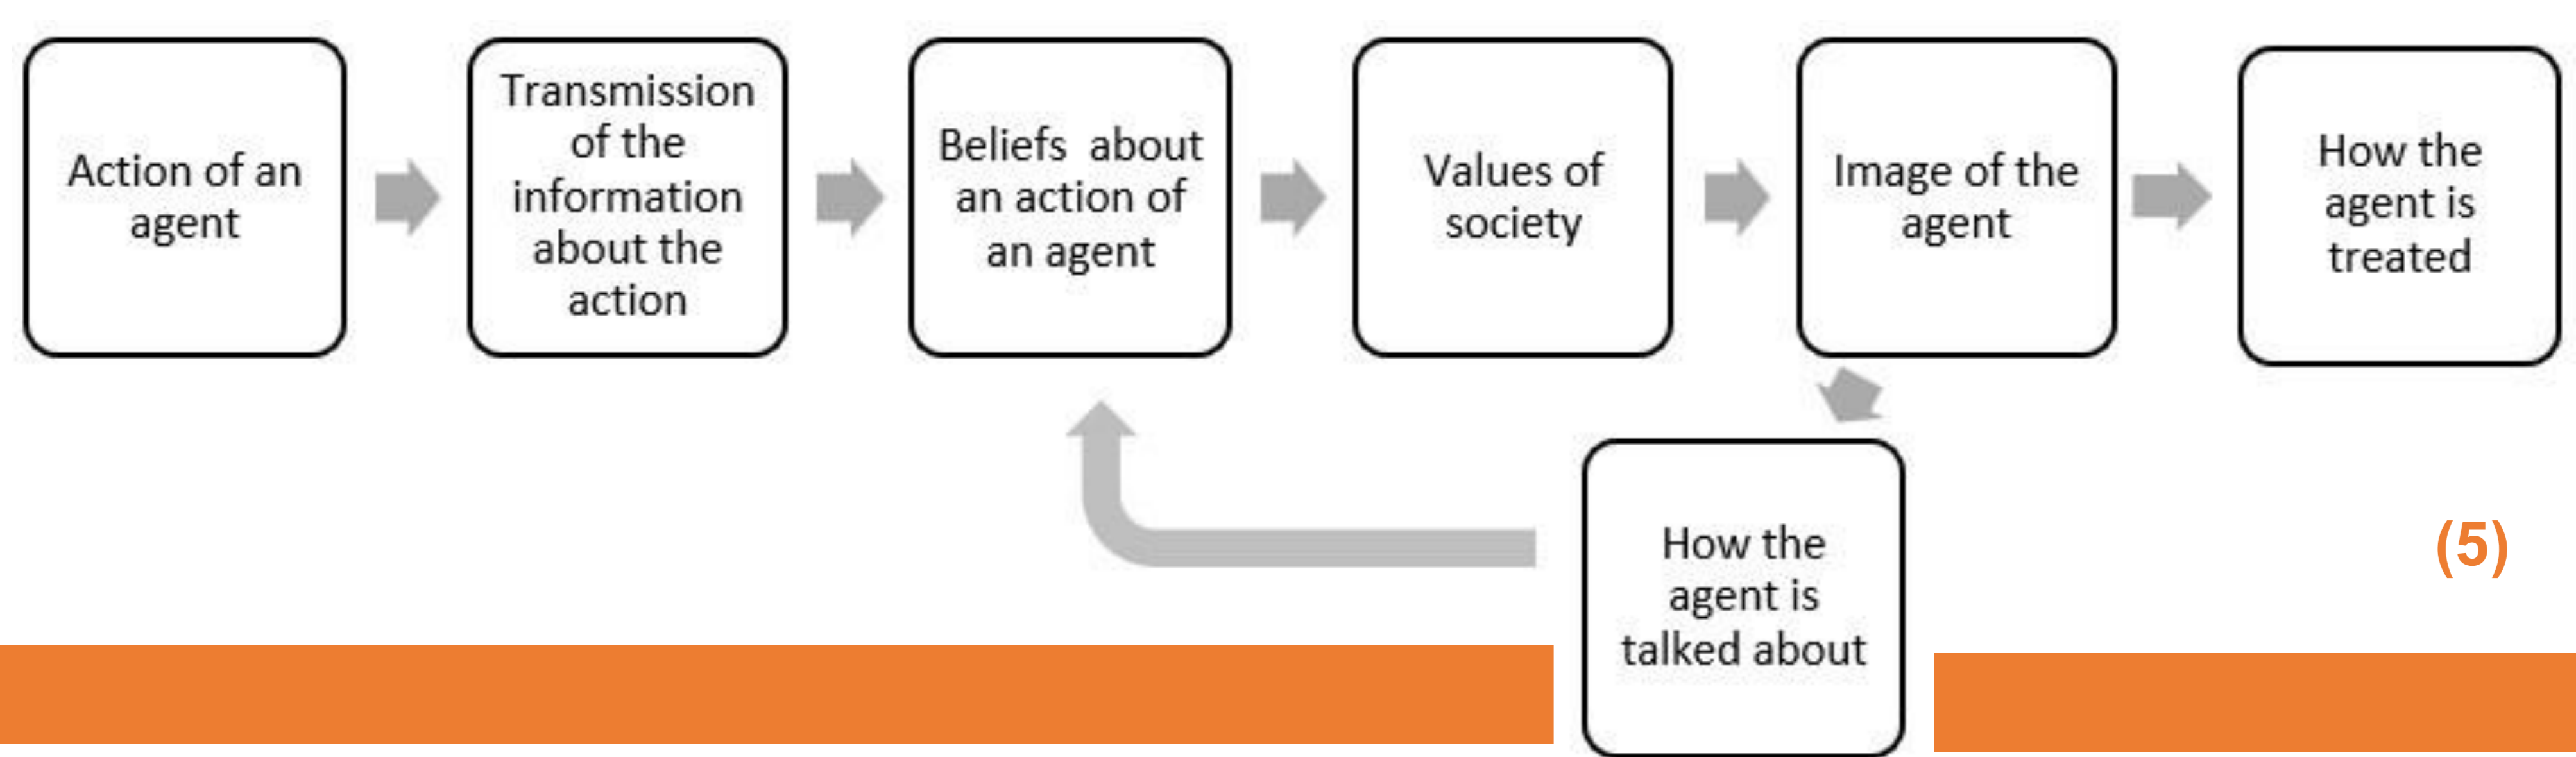 Action of an
agent
Transmission
of the
information
about the
action
Beliefs about
an action of
an agent
Values of
society
Image of the
agent
How the
agent is
treated
How the
agent is
talked about
(5)